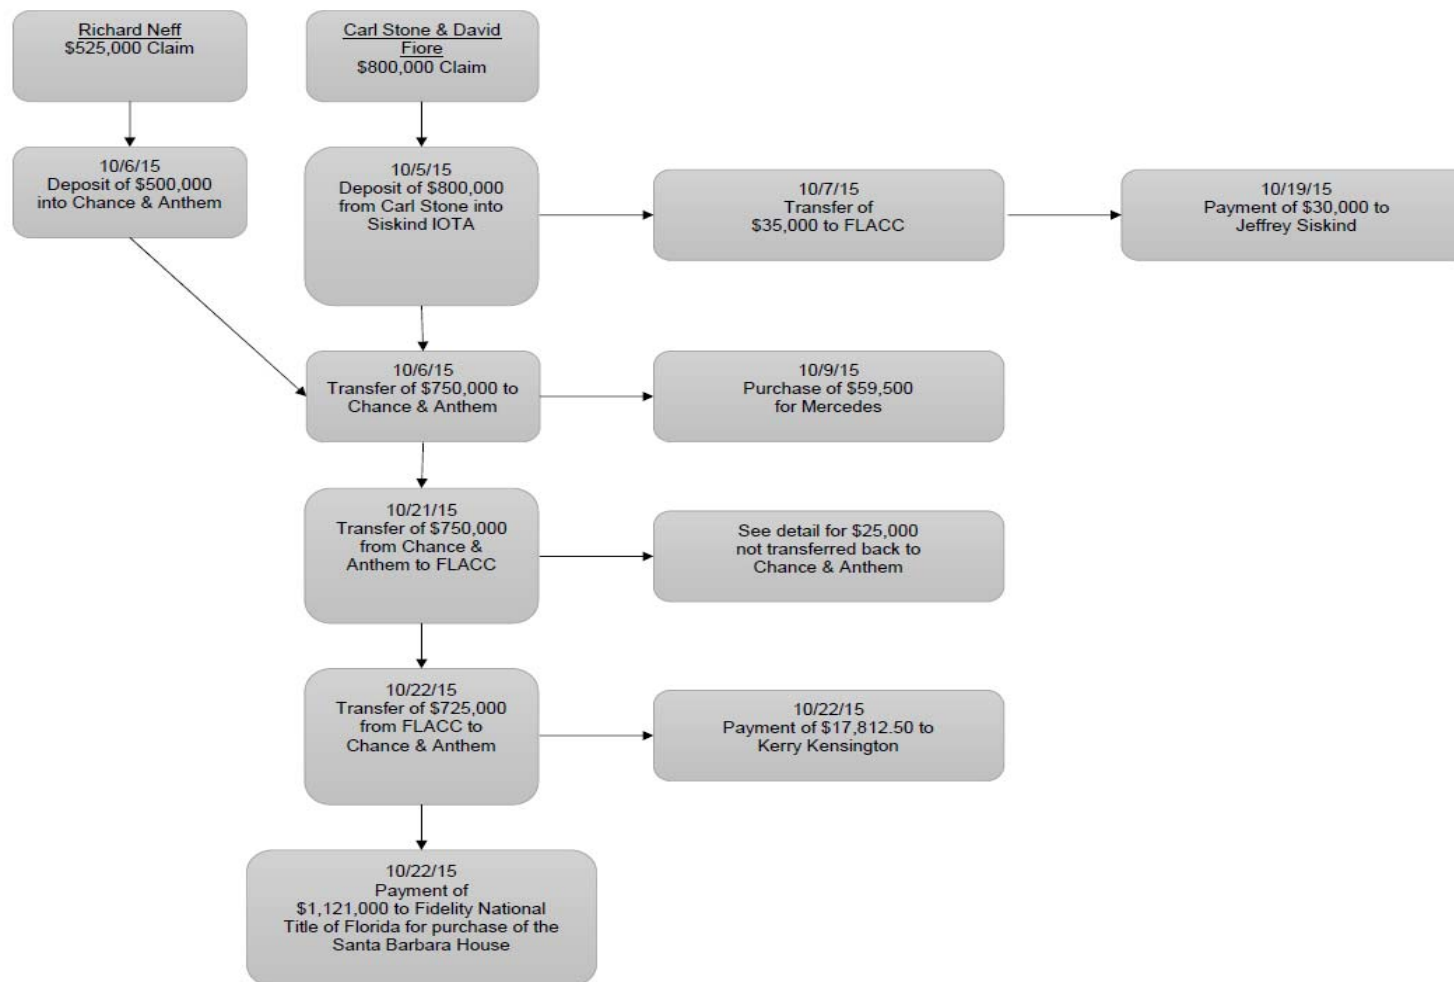 Richard Neff
$525,000 Claim
Carl Stone & David
Fiore
$800,000 Claim
10/6/15
Deposit of $500,000
into Chance & Anthem
10/5/15
Deposit of $800,000
from Carl Stone into
Siskind IOTA
10/7/15
Transfer of
$35,000 to FLACC
10/19/15
Payment of $30,000 to
Jeffrey Siskind
10/6/15
Transfer of $750,000 to
Chance & Anthem
10/9/15
Purchase of $59,500
for Mercedes
10/21/15
Transfer of $750,000
from Chance &
Anthem to FLACC
See detail for $25,000
not transferred back to
Chance & Anthem
10/22/15
Transfer of $725,000
from FLACC to
Chance & Anthem
10/22/15
Payment of $17,812.50 to
Kerry Kensington
10/22/15
Payment of
$1,121,000 to Fidelity National
Title of Florida for purchase of the
Santa Barbara House